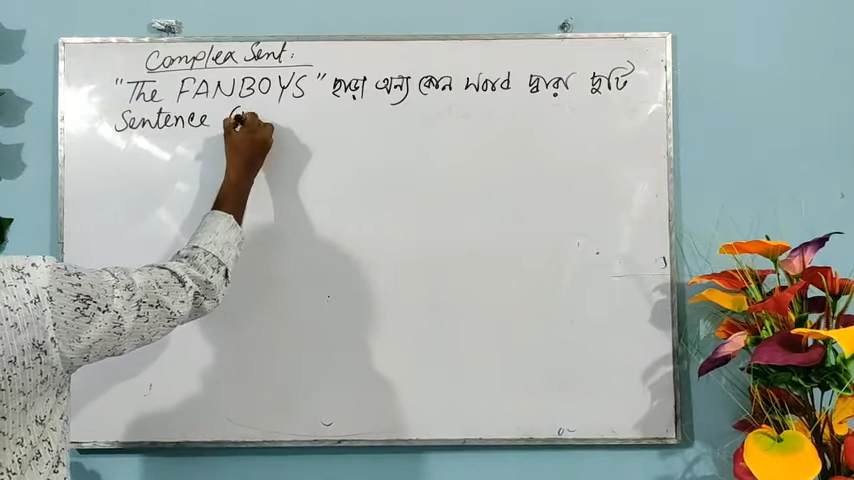 Complex Sent:
"The FANBOYS" ছাড়া অন্য কোন word দ্বারা দুটি
Sentence